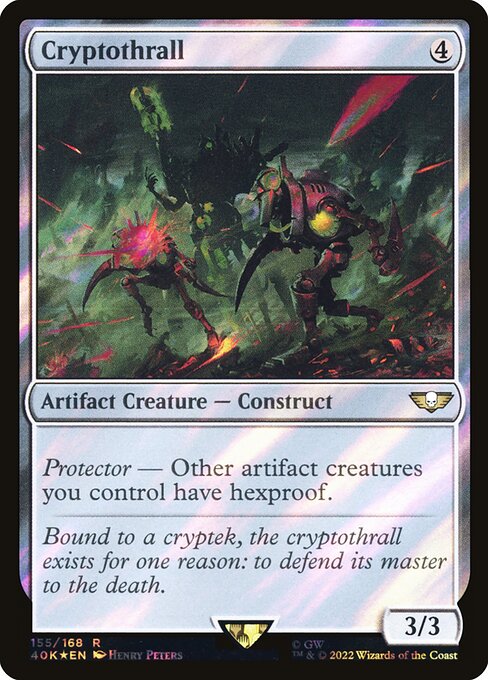 Cryptothrall 4
Artifact Creature — Construct
Protector — Other artifact creatures
you control have hexproof.
Bound to a cryptek, the cryptothrall
exists for one reason: to defend its master
to the death.
3/3
155/168 R
40K★EN Henry Peters
© GW
™ & © 2022 Wizards of the Coast